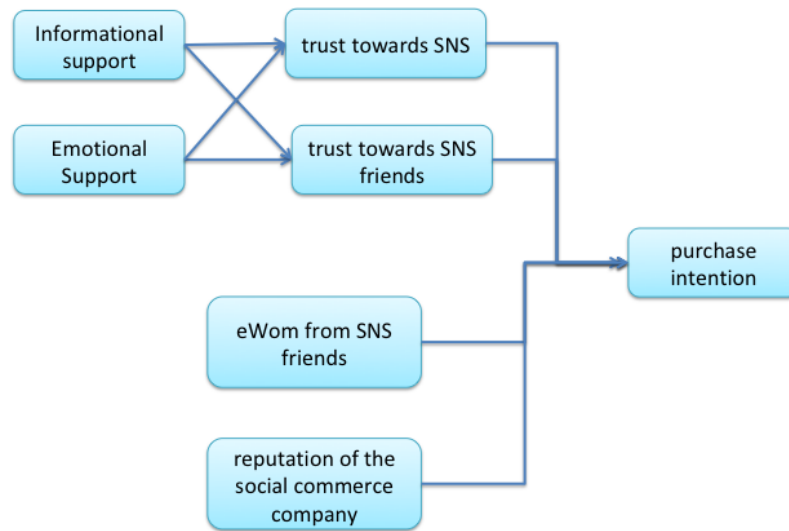 Informational
support
trust towards SNS
Emotional
Support
trust towards SNS
friends
purchase
intention
eWom from SNS
friends
reputation of the
social commerce
company